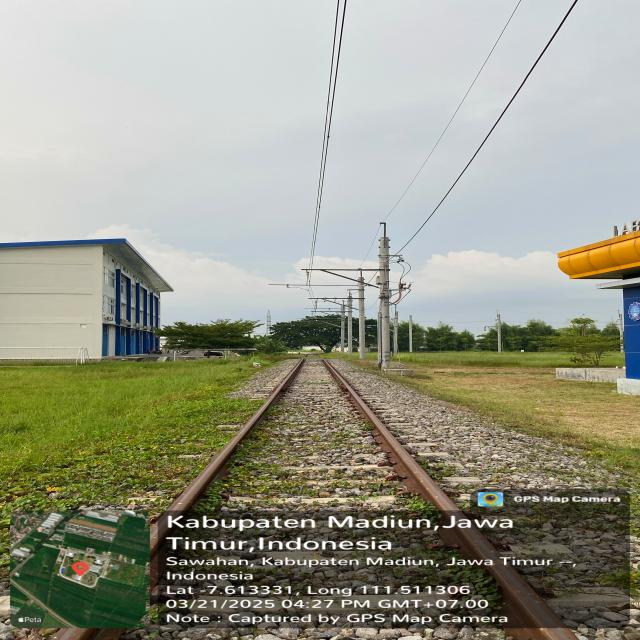 GPS Map Camera
Kabupaten Madiun,Jawa
Timur,Indonesia
Sawahan, Kabupaten Madiun, Jawa Timur --,
Indonesia
Lat -7.613331, Long 111.511306
03/21/2025 04:27 PM GMT+07.00
Note : Captured by GPS Map Camera
Peta